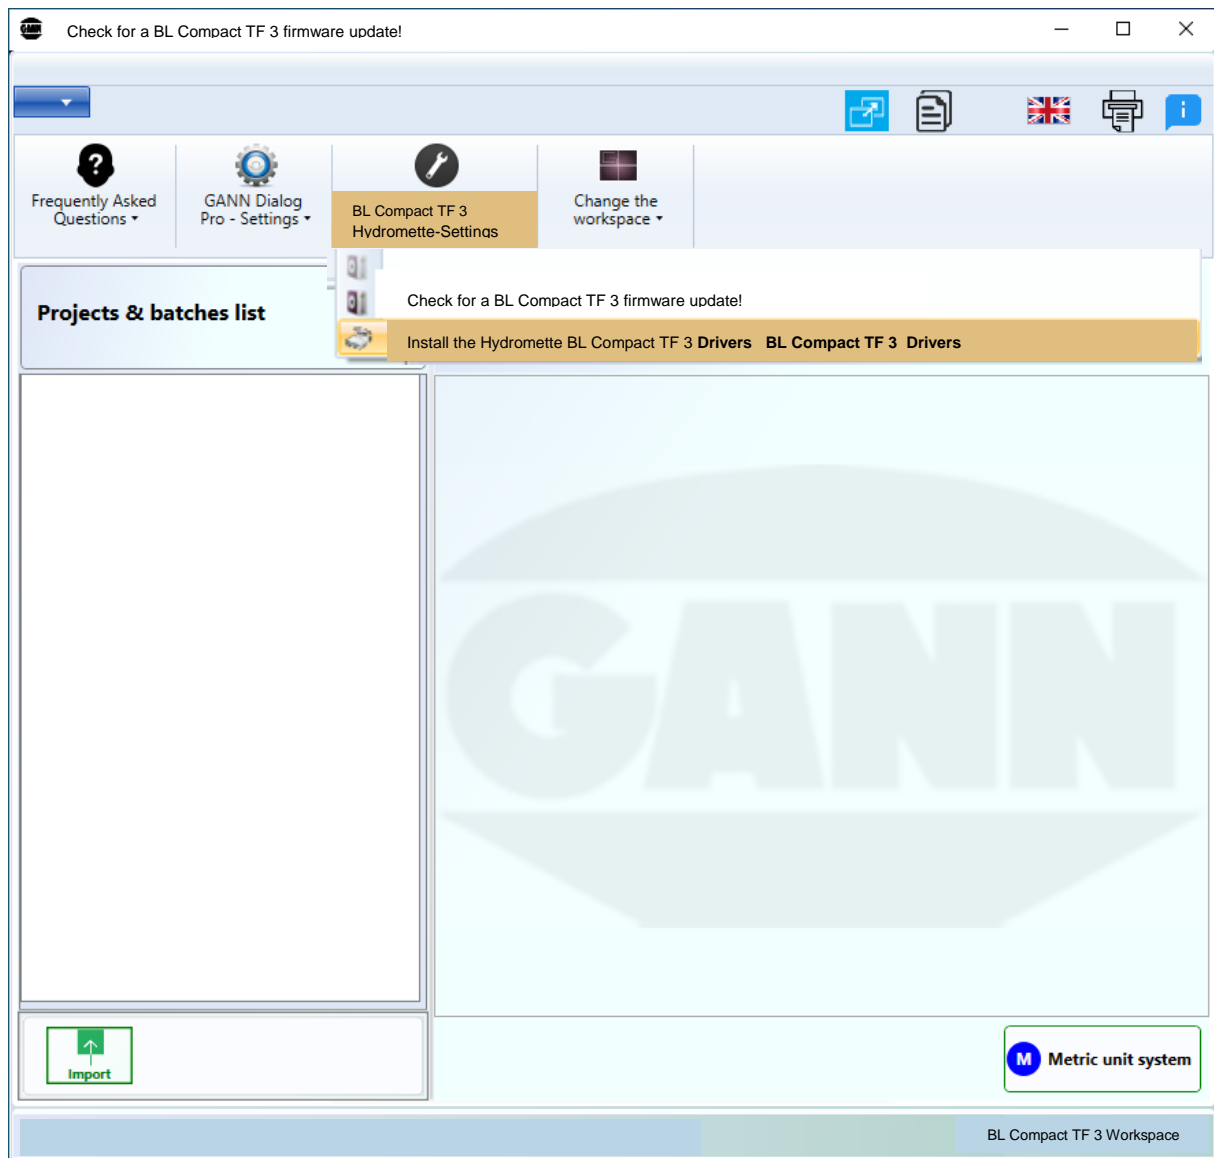 Check for a BL Compact TF 3 firmware update!
i
?
Frequently Asked
Questions
GANN Dialog
Pro - Settings
BL Compact TF 3
Hydromette-Settings
Change the
workspace
Projects & batches list
Check for a BL Compact TF 3 firmware update!
Install the Hydromette BL Compact TF 3 Drivers BL Compact TF 3 Drivers
GANN
Import
M Metric unit system
BL Compact TF 3 Workspace